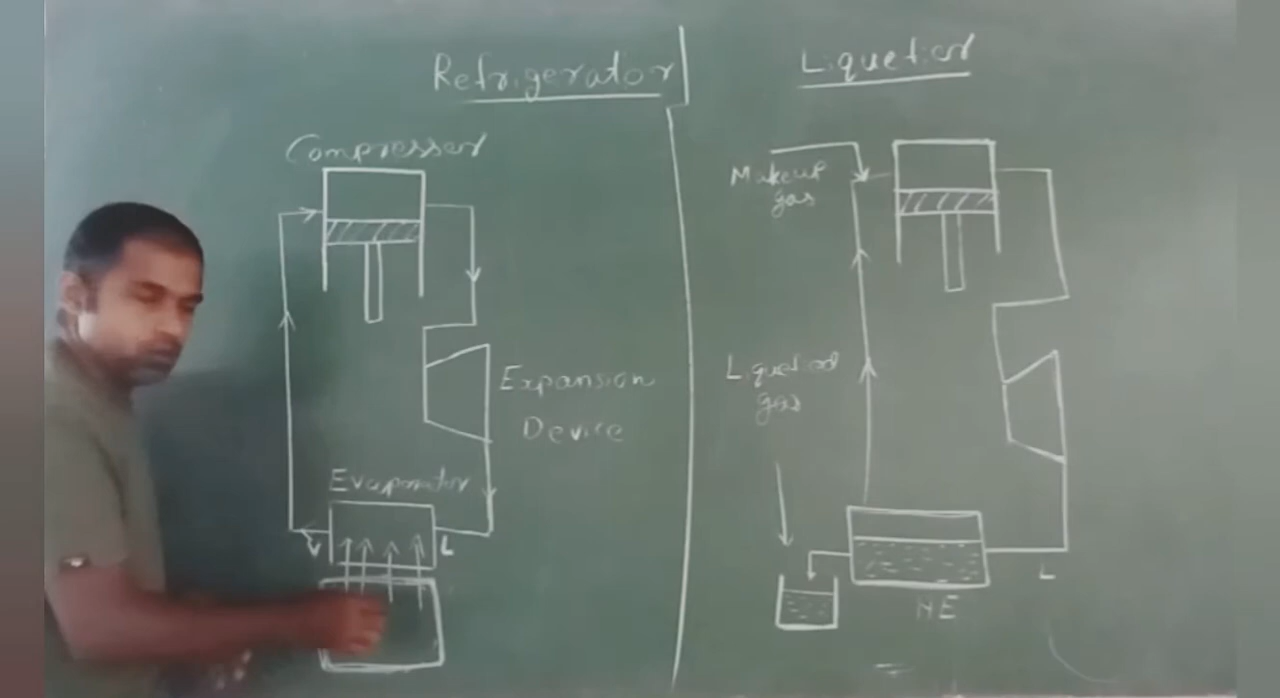 Refrigerator
Compressor
Expansion
Device
Evaporator
V
L
Liquefier
Makeup
gas
Liquefied
gas
L
HE